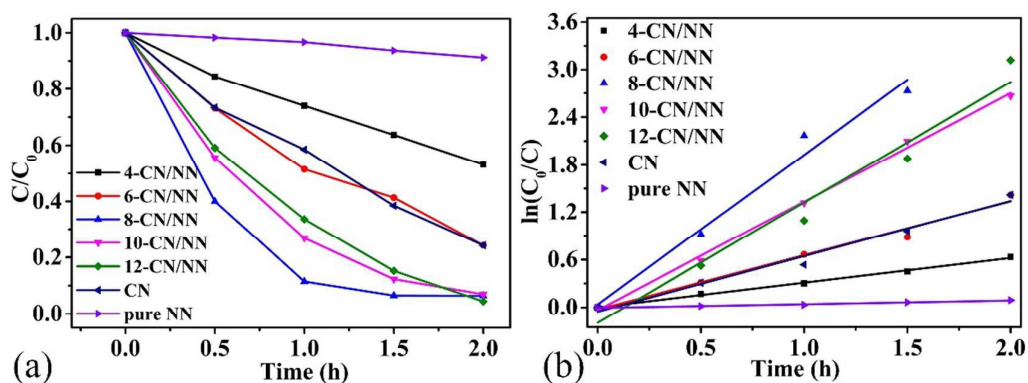 1.0
0.8
0.6
0.4
0.2
0.0
C/C0
4-CN/NN
6-CN/NN
8-CN/NN
10-CN/NN
12-CN/NN
CN
pure NN
0.0 0.5 1.0 1.5 2.0
Time (h)
(a)
3.6
3.0
2.4
1.8
1.2
0.6
0.0
ln(C0/C)
4-CN/NN
6-CN/NN
8-CN/NN
10-CN/NN
12-CN/NN
CN
pure NN
0.0 0.5 1.0 1.5 2.0
Time (h)
(b)